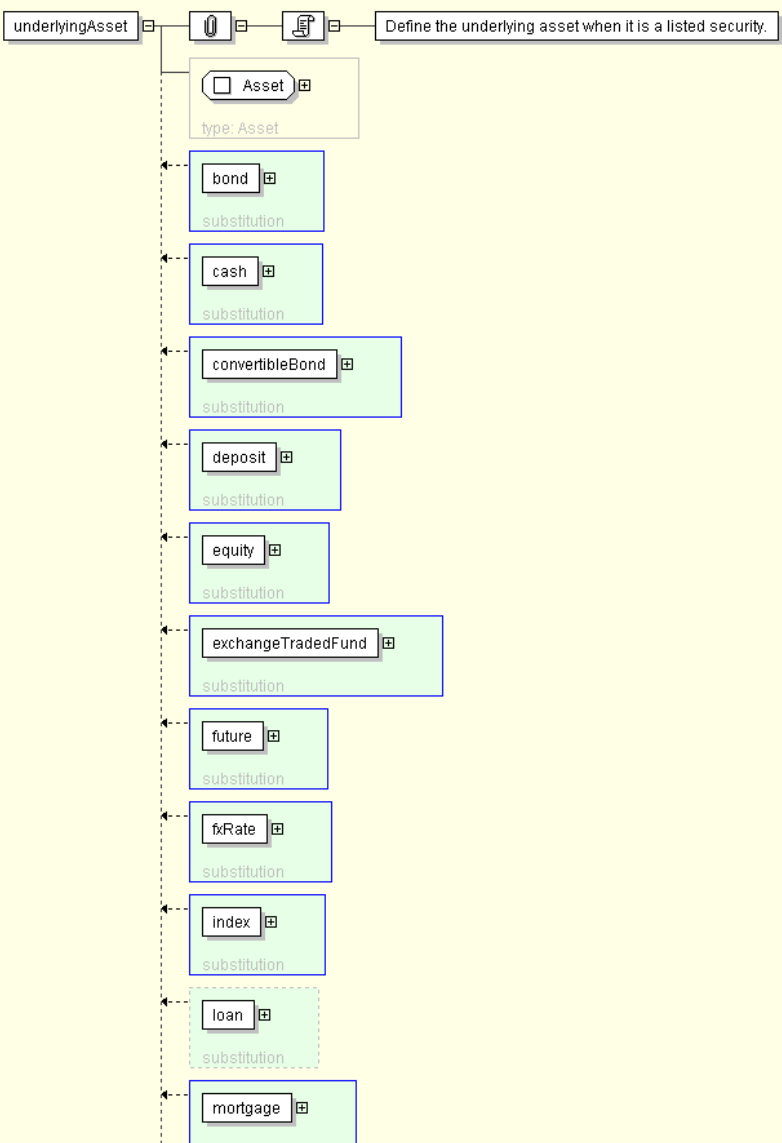 underlyingAsset
Define the underlying asset when it is a listed security.
Asset
type: Asset
bond
substitution
cash
substitution
convertibleBond
substitution
deposit
substitution
equity
substitution
exchangeTradedFund
substitution
future
substitution
fxRate
substitution
index
substitution
loan
substitution
mortgage